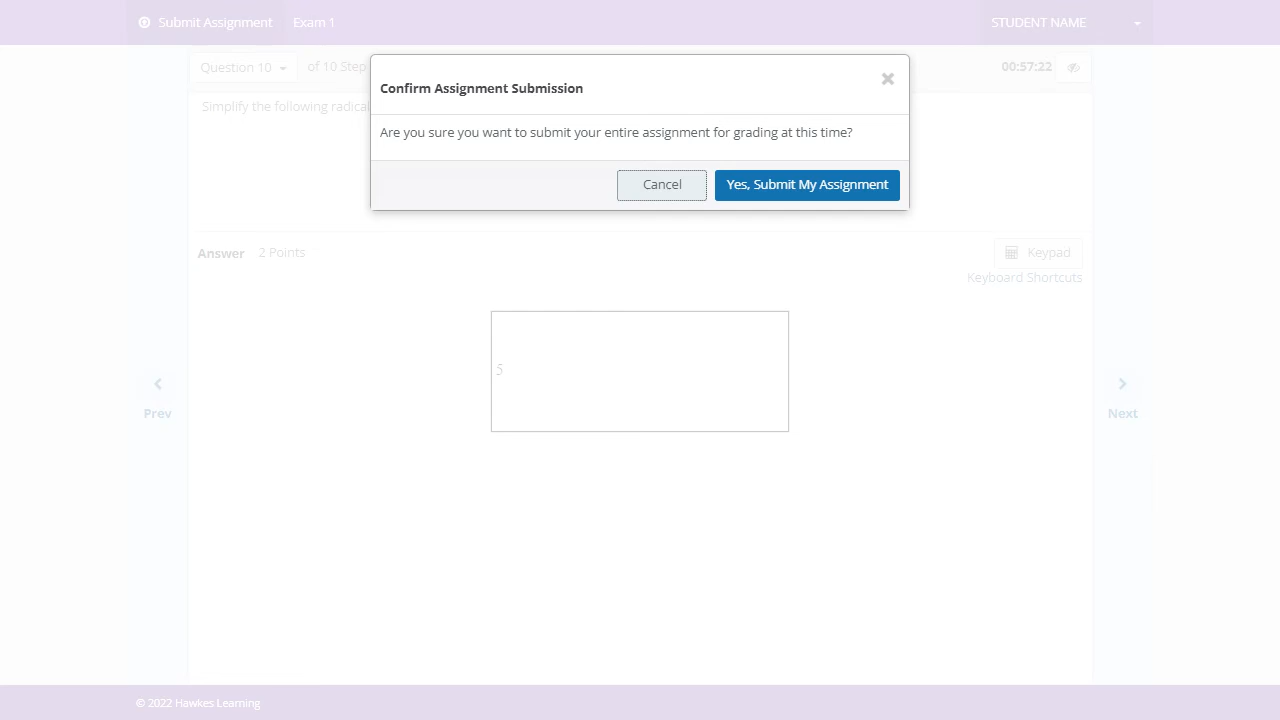 Submit Assignment Exam 1 STUDENT NAME
Question 10 of 10 Step 00:57:22
Simplify the following radical
Confirm Assignment Submission
Are you sure you want to submit your entire assignment for grading at this time?
Cancel Yes, Submit My Assignment
Answer 2 Points Keypad
Keyboard Shortcuts
5
Prev Next
© 2022 Hawkes Learning